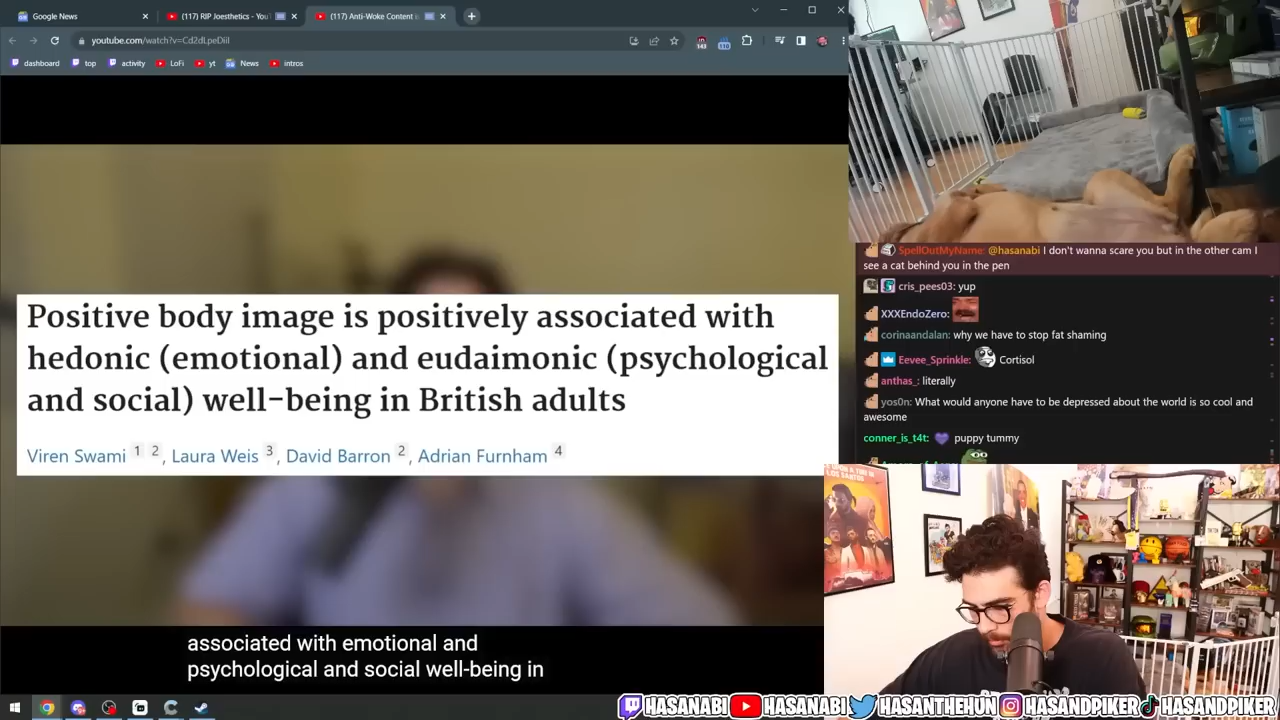 Google News
(117) RIP Joesthetics - You
(117) Anti-Woke Content i
youtube.com/watch?v=Cd2dLpeDiiI
dashboard
top
activity
LoFi
yt
News
intros
143
110
Positive body image is positively associated with
hedonic (emotional) and eudaimonic (psychological
and social) well-being in British adults
Viren Swami 1 2, Laura Weis 3, David Barron 2, Adrian Furnham 4
associated with emotional and
psychological and social well-being in
SpellOutMyName: @hasanabi I don't wanna scare you but in the other cam I
see a cat behind you in the pen
cris_pees03: yup
XXXEndoZero:
corinaandalan: why we have to stop fat shaming
Eevee_Sprinkle: Cortisol
anthas_: literally
yos0n: What would anyone have to be depressed about the world is so cool and
awesome
conner_is_t4t: puppy tummy
LOS SANTOS
HASANABI
HASANABI
HASANTHEHUN
HASANDPIKER
HASANDPIKER